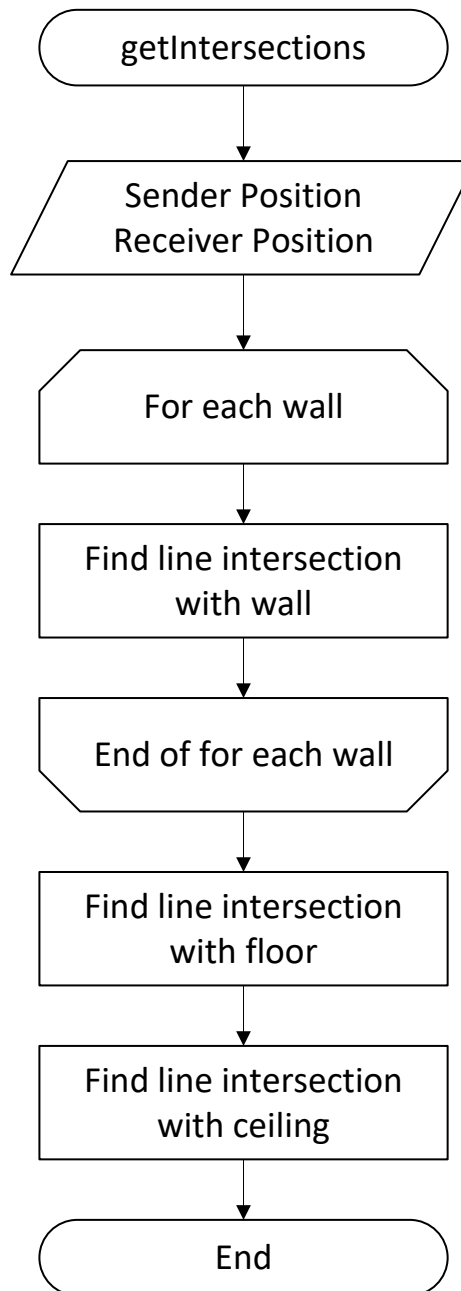 getIntersections
Sender Position
Receiver Position
For each wall
Find line intersection
with wall
End of for each wall
Find line intersection
with floor
Find line intersection
with ceiling
End